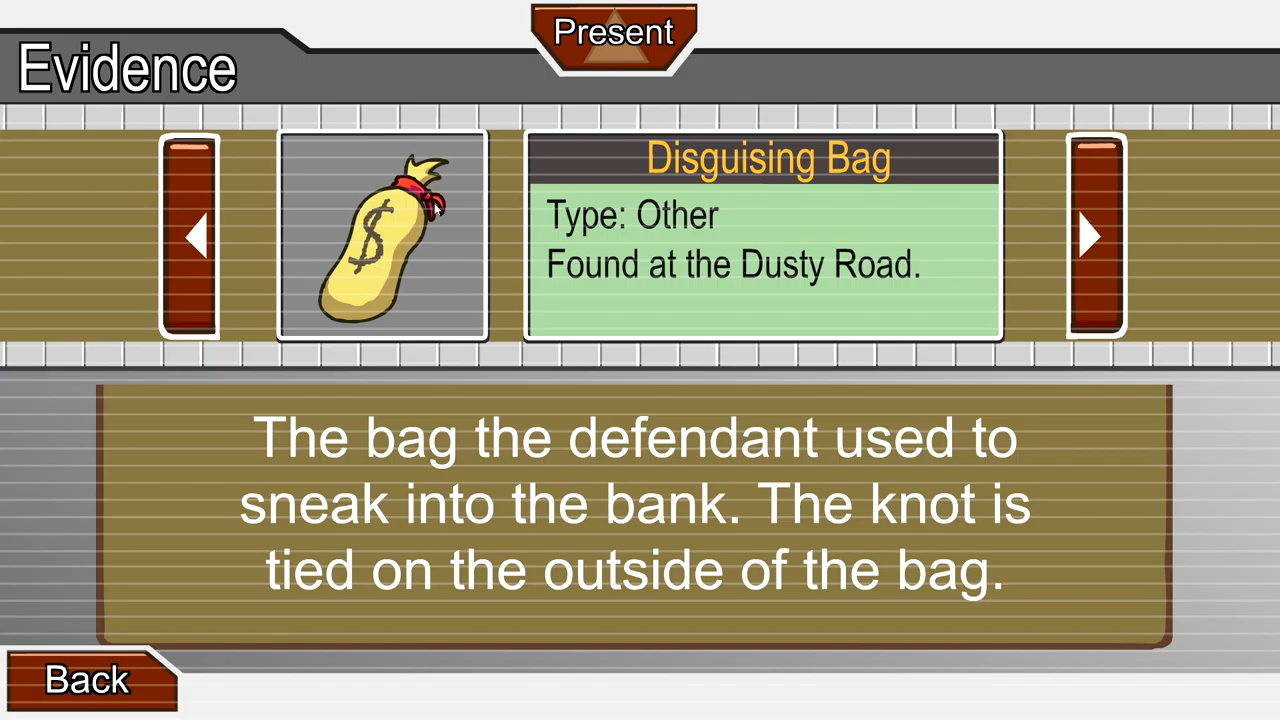 Present
Evidence
Disguising Bag
Type: Other
Found at the Dusty Road.
$
The bag the defendant used to
sneak into the bank. The knot is
tied on the outside of the bag.
Back